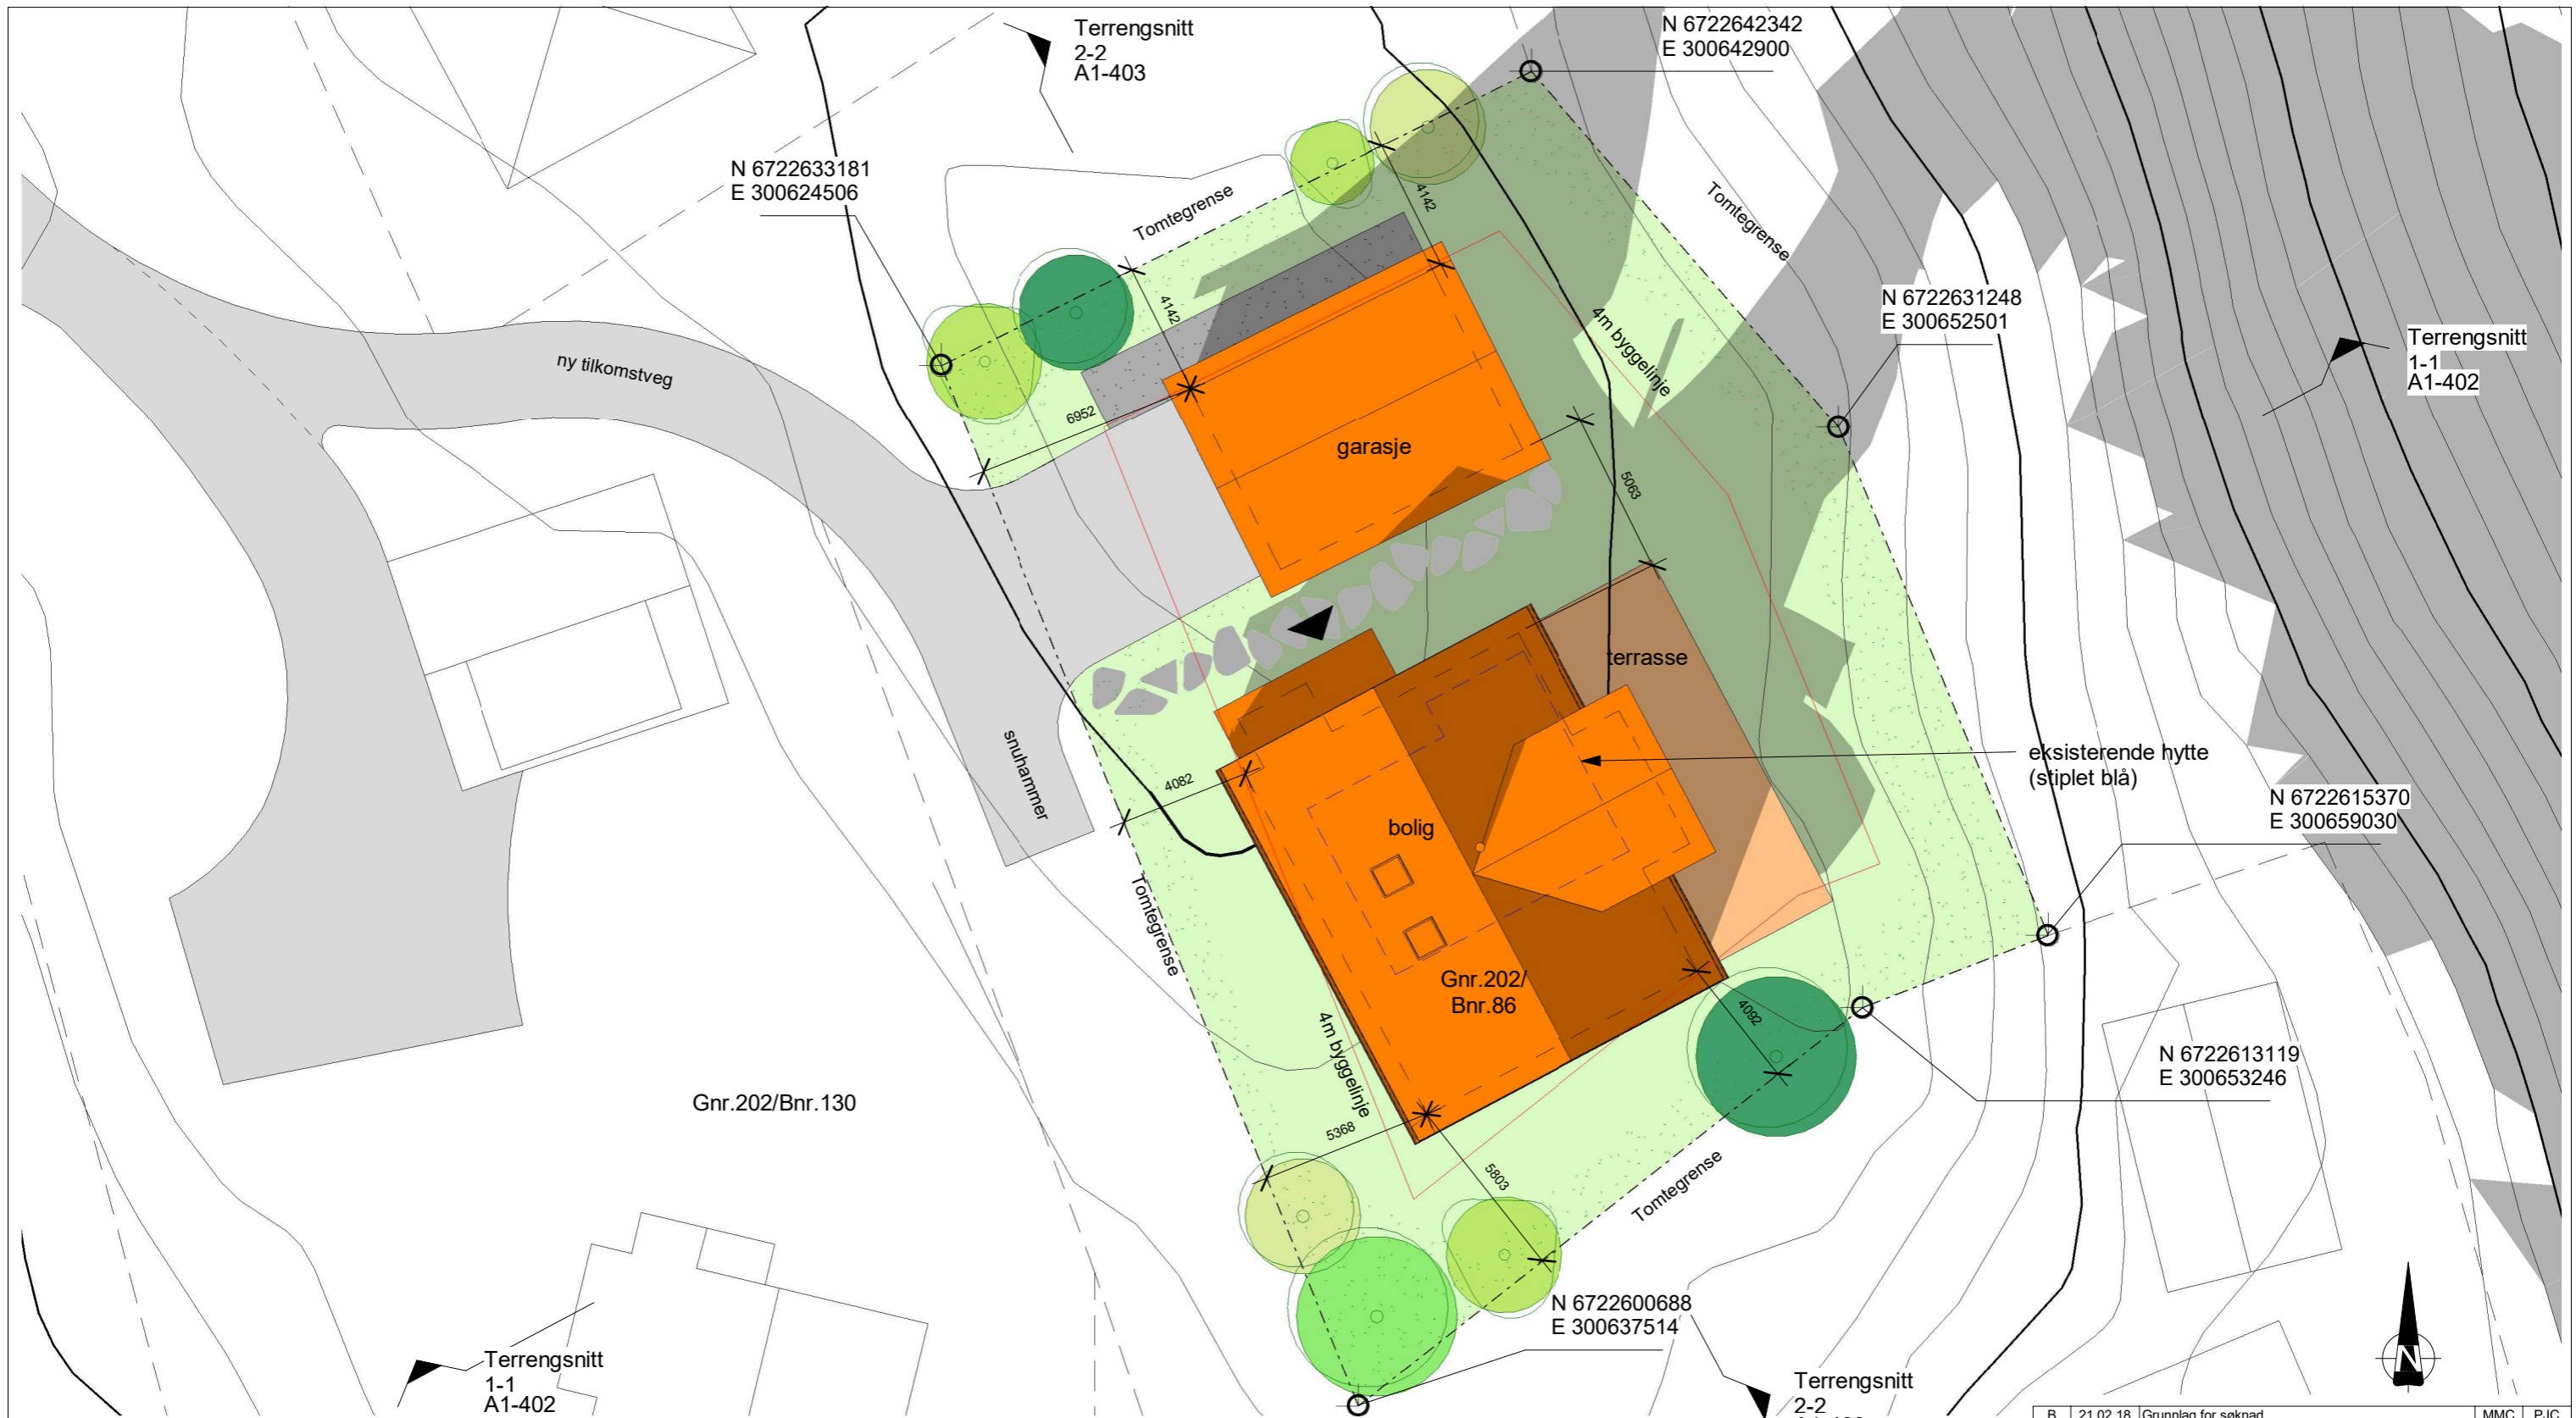 Terrengsnitt
2-2
A1-403
N 6722642342
E 300642900
N 6722633181
E 300624506
Tomtegrense
4142
Tomtegrense
4142
N 6722631248
E 300652501
4m byggelinje
Terrengsnitt
1-1
A1-402
ny tilkomstveg
6952
garasje
5063
terrasse
snuhammer
4082
eksisterende hytte
(stiplet blå)
N 6722615370
E 300659030
bolig
Tomtegrense
Gnr.202/
Bnr.86
4092
4m byggelinje
N 6722613119
E 300653246
Gnr.202/Bnr.130
5368
5803
Tomtegrense
N 6722600688
E 300637514
Terrengsnitt
1-1
A1-402
Terrengsnitt
2-2
N
B 21.02.18 Grunnlag for søknad MMC PJC